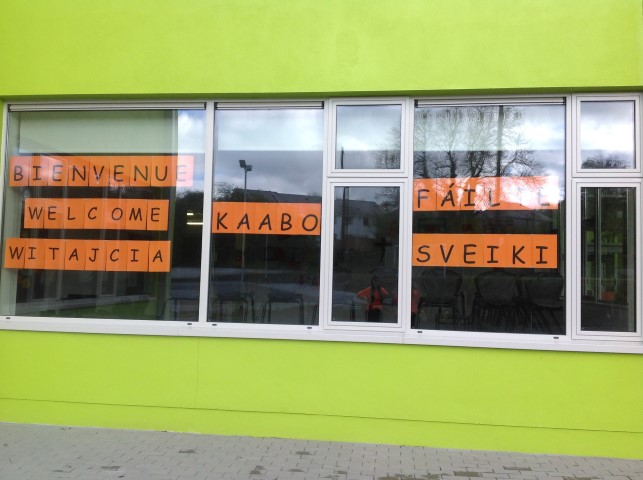 BIENVENUE
WELCOME
WITAJCIA
KAABO
FÁILTE
SVEIKI